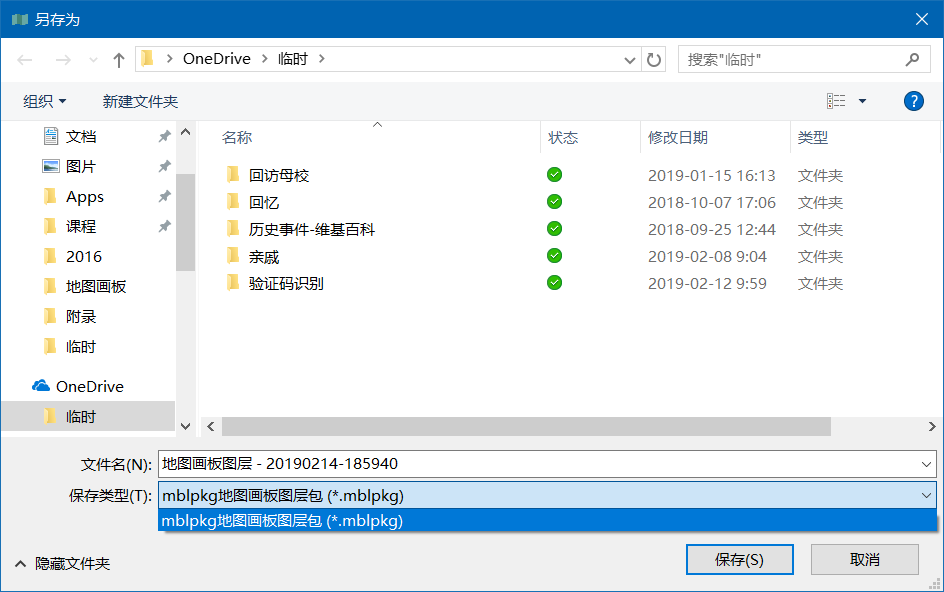 另存为
OneDrive 临时
搜索"临时"
组织 新建文件夹
?
文档
图片
Apps
课程
2016
地图画板
附录
临时
OneDrive
临时
名称 状态 修改日期 类型
回访母校 2019-01-15 16:13 文件夹
回忆 2018-10-07 17:06 文件夹
历史事件-维基百科 2018-09-25 12:44 文件夹
亲戚 2019-02-08 9:04 文件夹
验证码识别 2019-02-12 9:59 文件夹
文件名(N): 地图画板图层 - 20190214-185940
保存类型(T): mblpkg地图画板图层包 (*.mblpkg)
mblpkg地图画板图层包 (*.mblpkg)
隐藏文件夹 保存(S) 取消